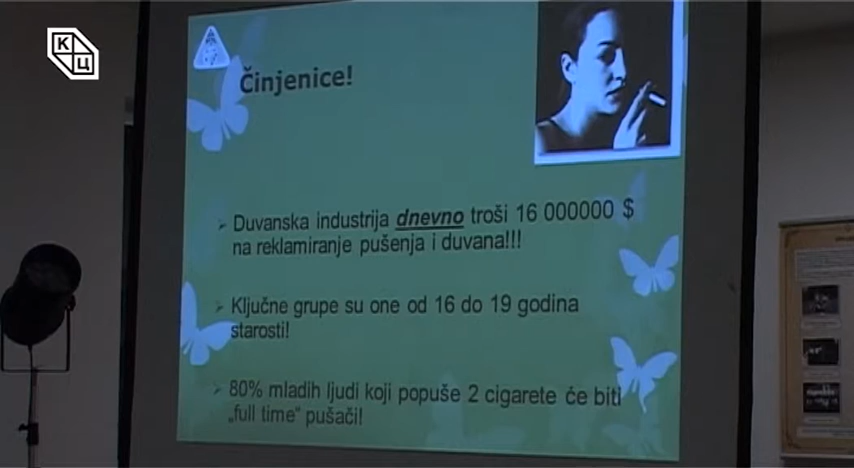 КЦ
Činjenice!
➢ Duvanska industrija dnevno troši 16 000000 $
na reklamiranje pušenja i duvana!!!
➢ Ključne grupe su one od 16 do 19 godina
starosti!
➢ 80% mladih ljudi koji popuše 2 cigarete će biti
„full time“ pušači!